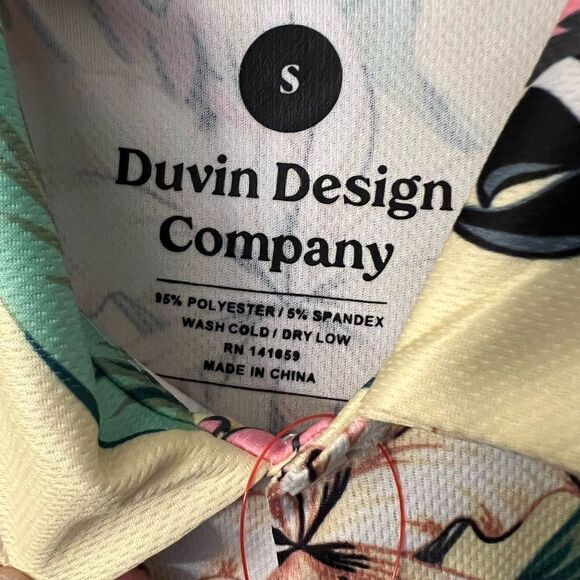 S
Duvin Design
Company
95% POLYESTER / 5% SPANDEX
WASH COLD / DRY LOW
RN 141059
MADE IN CHINA